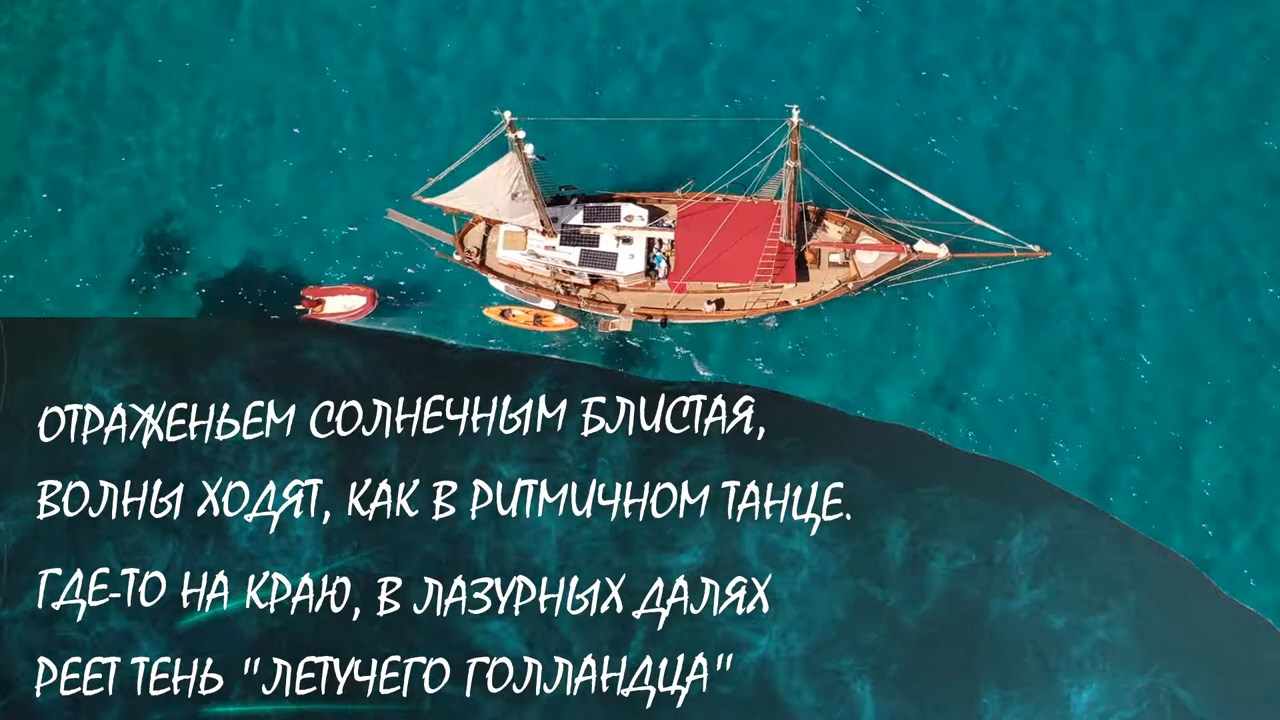 ОТРАЖЕНЬЕМ СОЛНЕЧНЫМ БЛИСТАЯ,
ВОЛНЫ ХОДЯТ, КАК В РИТМИЧНОМ ТАНЦЕ.
ГДЕ-ТО НА КРАЮ, В ЛАЗУРНЫХ ДАЛЯХ
РЕЕТ ТЕНЬ "ЛЕТУЧЕГО ГОЛЛАНДЦА"